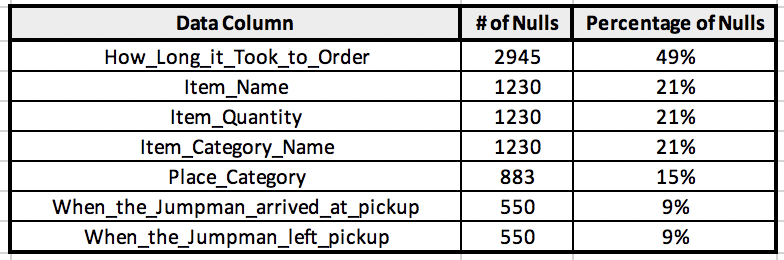 Data Column # of Nulls Percentage of Nulls
How_Long_it_Took_to_Order 2945 49%
Item_Name 1230 21%
Item_Quantity 1230 21%
Item_Category_Name 1230 21%
Place_Category 883 15%
When_the_Jumpman_arrived_at_pickup 550 9%
When_the_Jumpman_left_pickup 550 9%